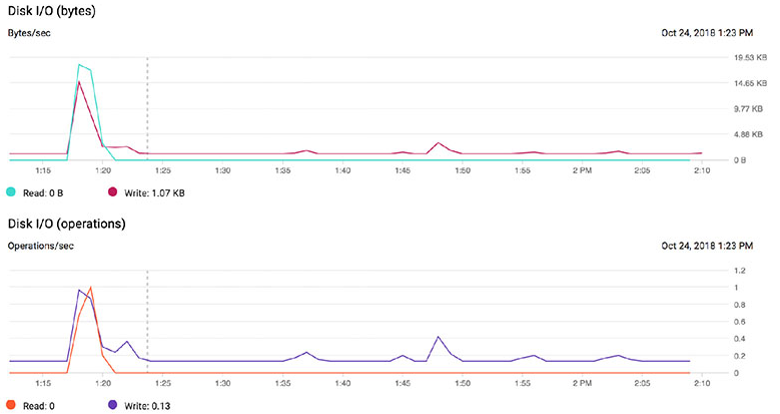 Disk I/O (bytes)
Bytes/sec Oct 24, 2018 1:23 PM
19.53 KB
14.65 KB
9.77 KB
4.88 KB
0 B
1:15 1:20 1:25 1:30 1:35 1:40 1:45 1:50 1:55 2 PM 2:05 2:10
Read: 0 B Write: 1.07 KB
Disk I/O (operations)
Operations/sec Oct 24, 2018 1:23 PM
1.2
1
0.8
0.6
0.4
0.2
0
1:15 1:20 1:25 1:30 1:35 1:40 1:45 1:50 1:55 2 PM 2:05 2:10
Read: 0 Write: 0.13